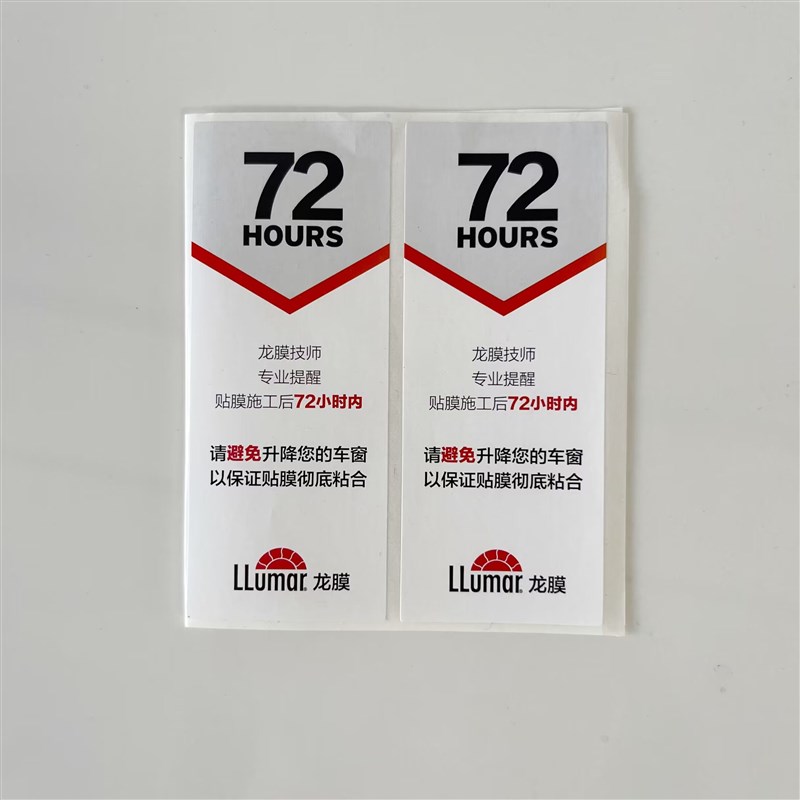 72
HOURS
龙膜技师
专业提醒
贴膜施工后72小时内
请避免升降您的车窗
以保证贴膜彻底粘合
LLumar® 龙膜
72
HOURS
龙膜技师
专业提醒
贴膜施工后72小时内
请避免升降您的车窗
以保证贴膜彻底粘合
LLumar® 龙膜